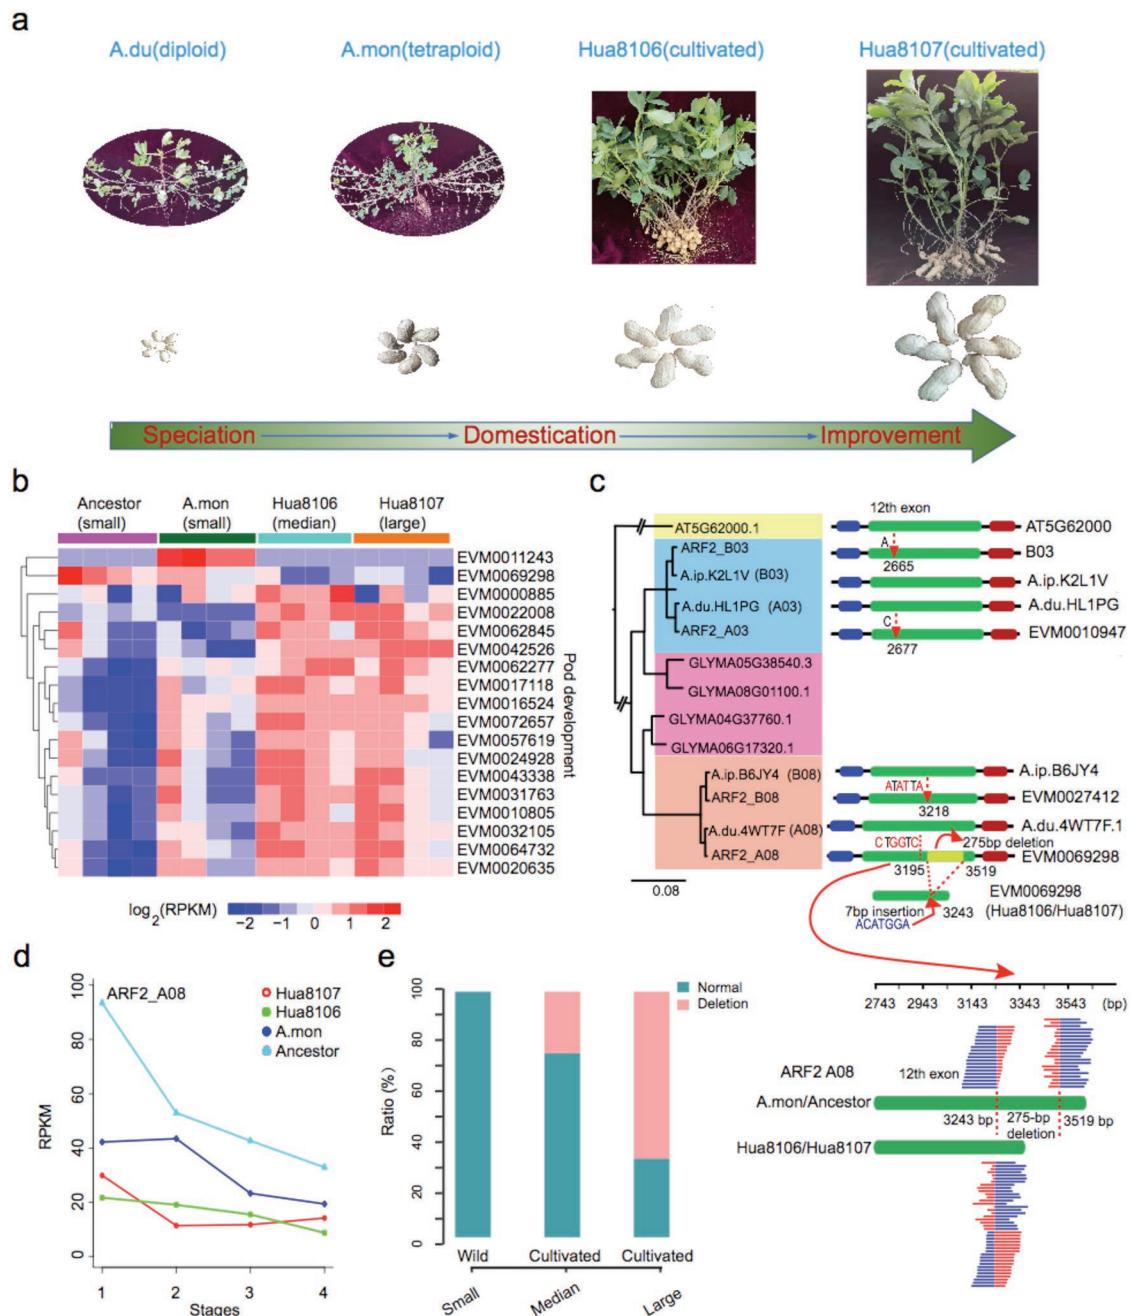 a
A.du(diploid)
A.mon(tetraploid)
Hua8106(cultivated)
Hua8107(cultivated)
Speciation
Domestication
Improvement
b
Ancestor
(small)
A.mon
(small)
Hua8106
(median)
Hua8107
(large)
EVM0011243
EVM0069298
EVM0000885
EVM0022008
EVM0062845
EVM0042526
EVM0062277
EVM0017118
EVM0016524
EVM0072657
EVM0057619
EVM0024928
EVM0043338
EVM0031763
EVM0010805
EVM0032105
EVM0064732
EVM0020635
Pod development
log2(RPKM)
−2 −1 0 1 2
c
12th exon
AT5G62000.1
AT5G62000
ARF2_B03
A
B03
2665
A.ip.K2L1V (B03)
A.ip.K2L1V
A.du.HL1PG (A03)
A.du.HL1PG
ARF2_A03
C
EVM0010947
2677
GLYMA05G38540.3
GLYMA08G01100.1
GLYMA04G37760.1
GLYMA06G17320.1
A.ip.B6JY4 (B08)
A.ip.B6JY4
ATATTA
ARF2_B08
EVM0027412
3218
A.du.4WT7F (A08)
A.du.4WT7F.1
CTGGTC
275bp deletion
ARF2_A08
EVM0069298
3195
3519
0.08
EVM0069298
(Hua8106/Hua8107)
7bp insertion
3243
ACATGGA
2743 2943 3143 3343 3543 (bp)
ARF2 A08
12th exon
A.mon/Ancestor
3243 bp
275-bp
deletion
3519 bp
Hua8106/Hua8107
d
ARF2_A08
Hua8107
Hua8106
A.mon
Ancestor
RPKM
100
80
60
40
20
0
1 2 3 4
Stages
e
Normal
Deletion
Ratio (%)
100
80
60
40
20
0
Wild
Cultivated
Cultivated
Small
Median
Large